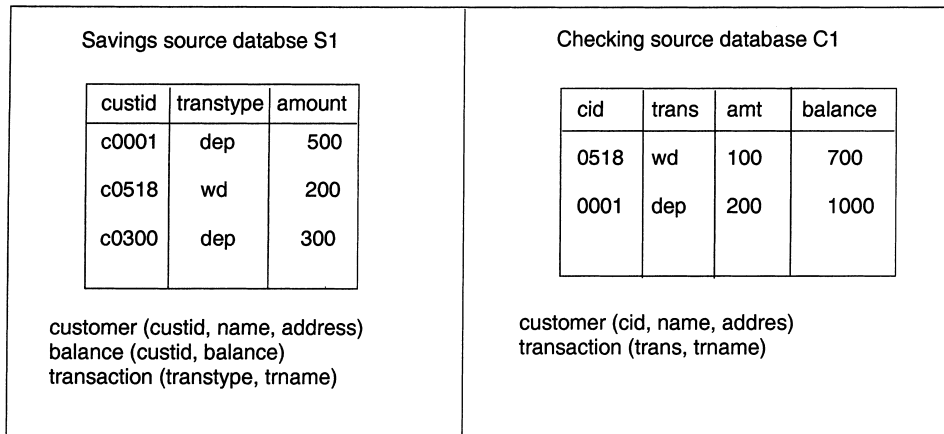 Savings source databse S1
custid transtype amount
c0001 dep 500
c0518 wd 200
c0300 dep 300
customer (custid, name, address)
balance (custid, balance)
transaction (transtype, trname)
Checking source database C1
cid trans amt balance
0518 wd 100 700
0001 dep 200 1000
customer (cid, name, addres)
transaction (trans, trname)